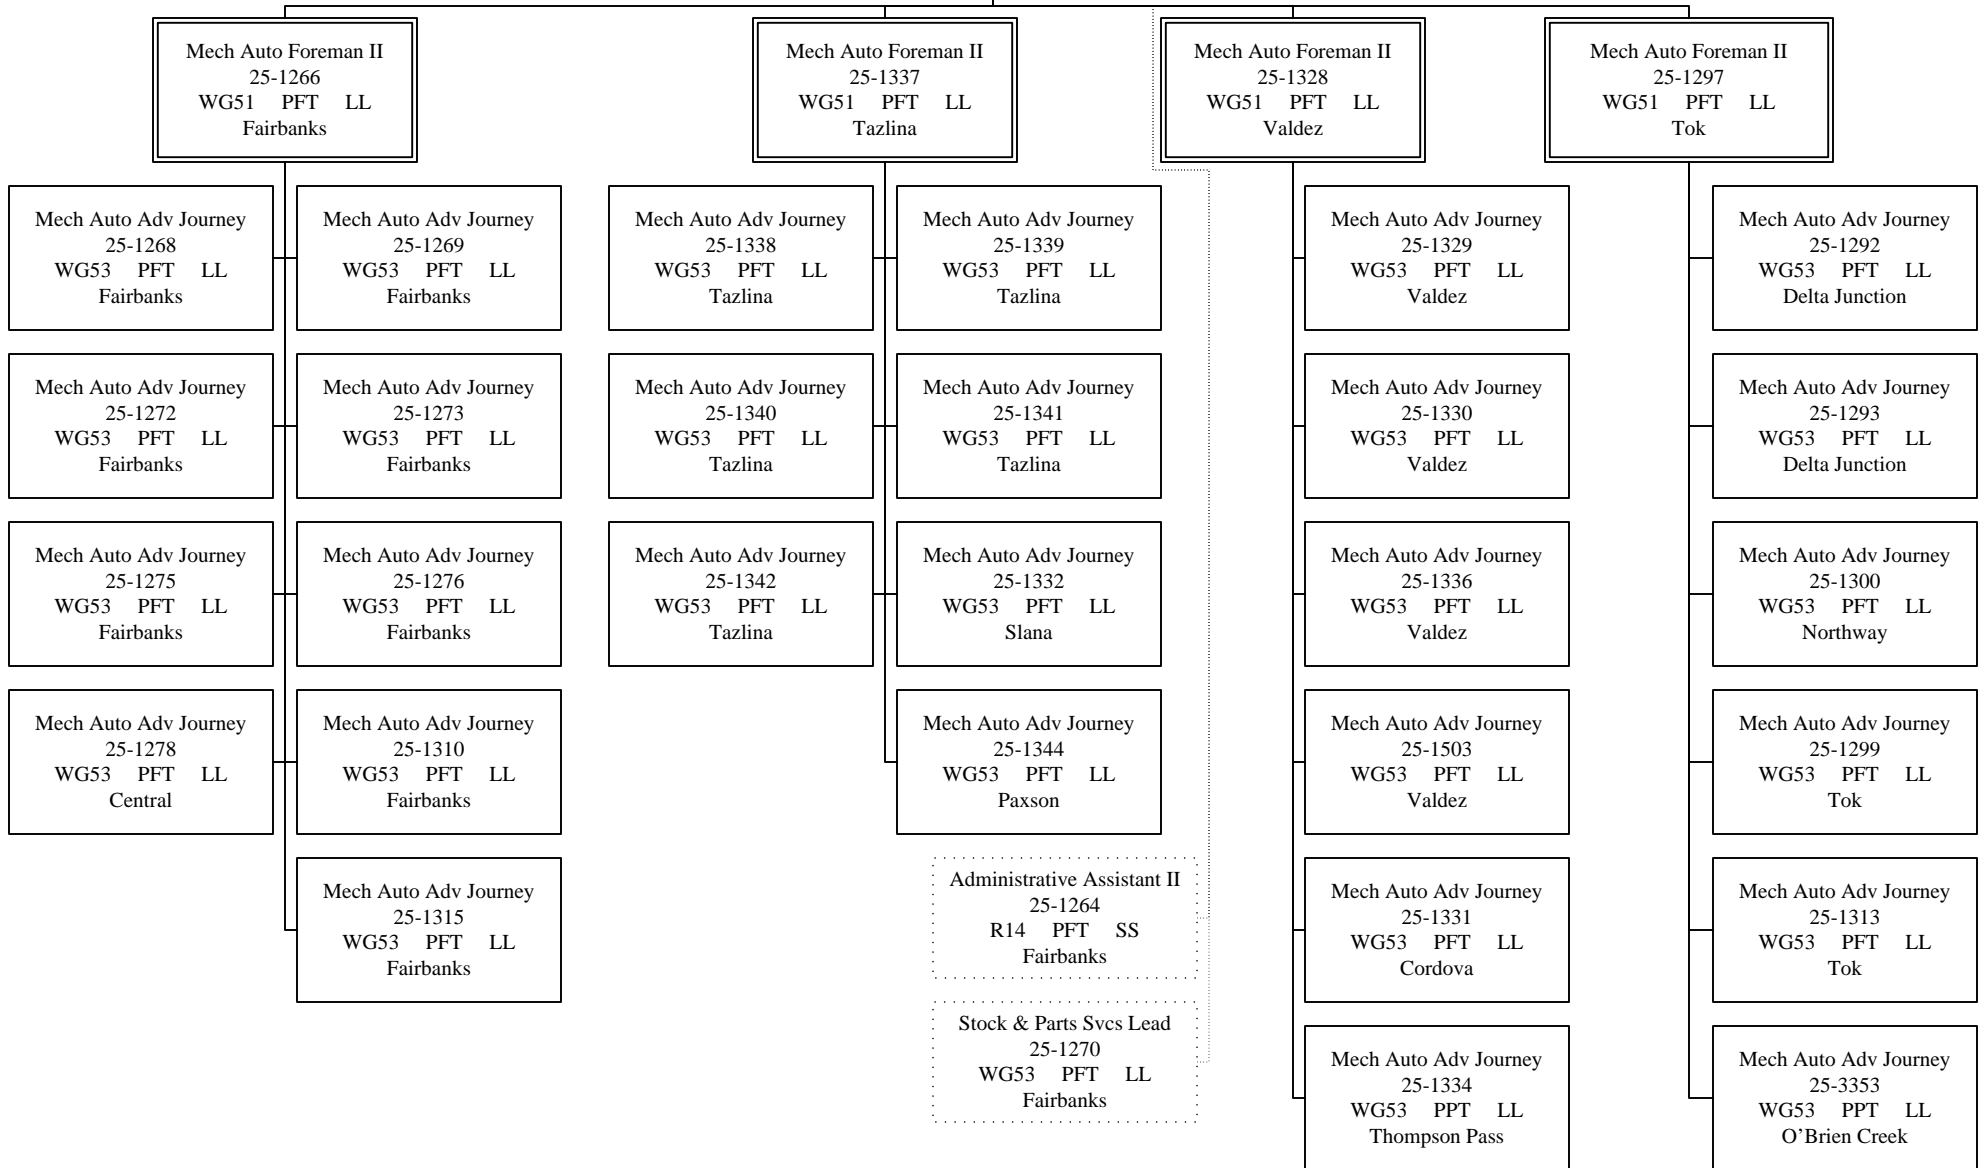 Mech Auto Foreman II
25-1266
WG51 PFT LL
Fairbanks
Mech Auto Foreman II
25-1337
WG51 PFT LL
Tazlina
Mech Auto Foreman II
25-1328
WG51 PFT LL
Valdez
Mech Auto Foreman II
25-1297
WG51 PFT LL
Tok
Mech Auto Adv Journey
25-1268
WG53 PFT LL
Fairbanks
Mech Auto Adv Journey
25-1269
WG53 PFT LL
Fairbanks
Mech Auto Adv Journey
25-1338
WG53 PFT LL
Tazlina
Mech Auto Adv Journey
25-1339
WG53 PFT LL
Tazlina
Mech Auto Adv Journey
25-1329
WG53 PFT LL
Valdez
Mech Auto Adv Journey
25-1292
WG53 PFT LL
Delta Junction
Mech Auto Adv Journey
25-1272
WG53 PFT LL
Fairbanks
Mech Auto Adv Journey
25-1273
WG53 PFT LL
Fairbanks
Mech Auto Adv Journey
25-1340
WG53 PFT LL
Tazlina
Mech Auto Adv Journey
25-1341
WG53 PFT LL
Tazlina
Mech Auto Adv Journey
25-1330
WG53 PFT LL
Valdez
Mech Auto Adv Journey
25-1293
WG53 PFT LL
Delta Junction
Mech Auto Adv Journey
25-1275
WG53 PFT LL
Fairbanks
Mech Auto Adv Journey
25-1276
WG53 PFT LL
Fairbanks
Mech Auto Adv Journey
25-1342
WG53 PFT LL
Tazlina
Mech Auto Adv Journey
25-1332
WG53 PFT LL
Slana
Mech Auto Adv Journey
25-1336
WG53 PFT LL
Valdez
Mech Auto Adv Journey
25-1300
WG53 PFT LL
Northway
Mech Auto Adv Journey
25-1278
WG53 PFT LL
Central
Mech Auto Adv Journey
25-1310
WG53 PFT LL
Fairbanks
Mech Auto Adv Journey
25-1344
WG53 PFT LL
Paxson
Mech Auto Adv Journey
25-1503
WG53 PFT LL
Valdez
Mech Auto Adv Journey
25-1299
WG53 PFT LL
Tok
Mech Auto Adv Journey
25-1315
WG53 PFT LL
Fairbanks
Administrative Assistant II
25-1264
R14 PFT SS
Fairbanks
Mech Auto Adv Journey
25-1331
WG53 PFT LL
Cordova
Mech Auto Adv Journey
25-1313
WG53 PFT LL
Tok
Stock & Parts Svcs Lead
25-1270
WG53 PFT LL
Fairbanks
Mech Auto Adv Journey
25-1334
WG53 PPT LL
Thompson Pass
Mech Auto Adv Journey
25-3353
WG53 PPT LL
O’Brien Creek